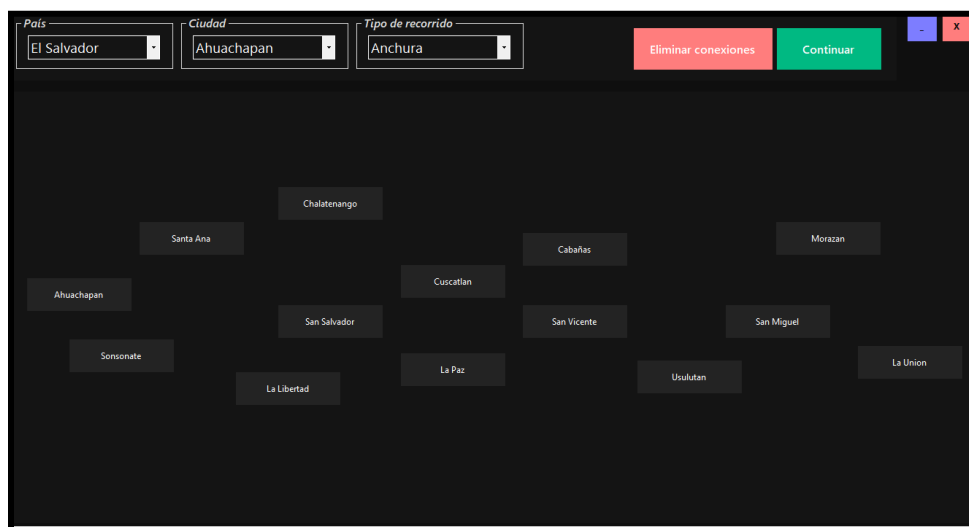 País
El Salvador
Ciudad
Ahuachapan
Tipo de recorrido
Anchura
Eliminar conexiones
Continuar
-
X
Chalatenango
Santa Ana
Morazan
Cabañas
Cuscatlan
Ahuachapan
San Salvador
San Vicente
San Miguel
Sonsonate
La Union
La Paz
Usulutan
La Libertad